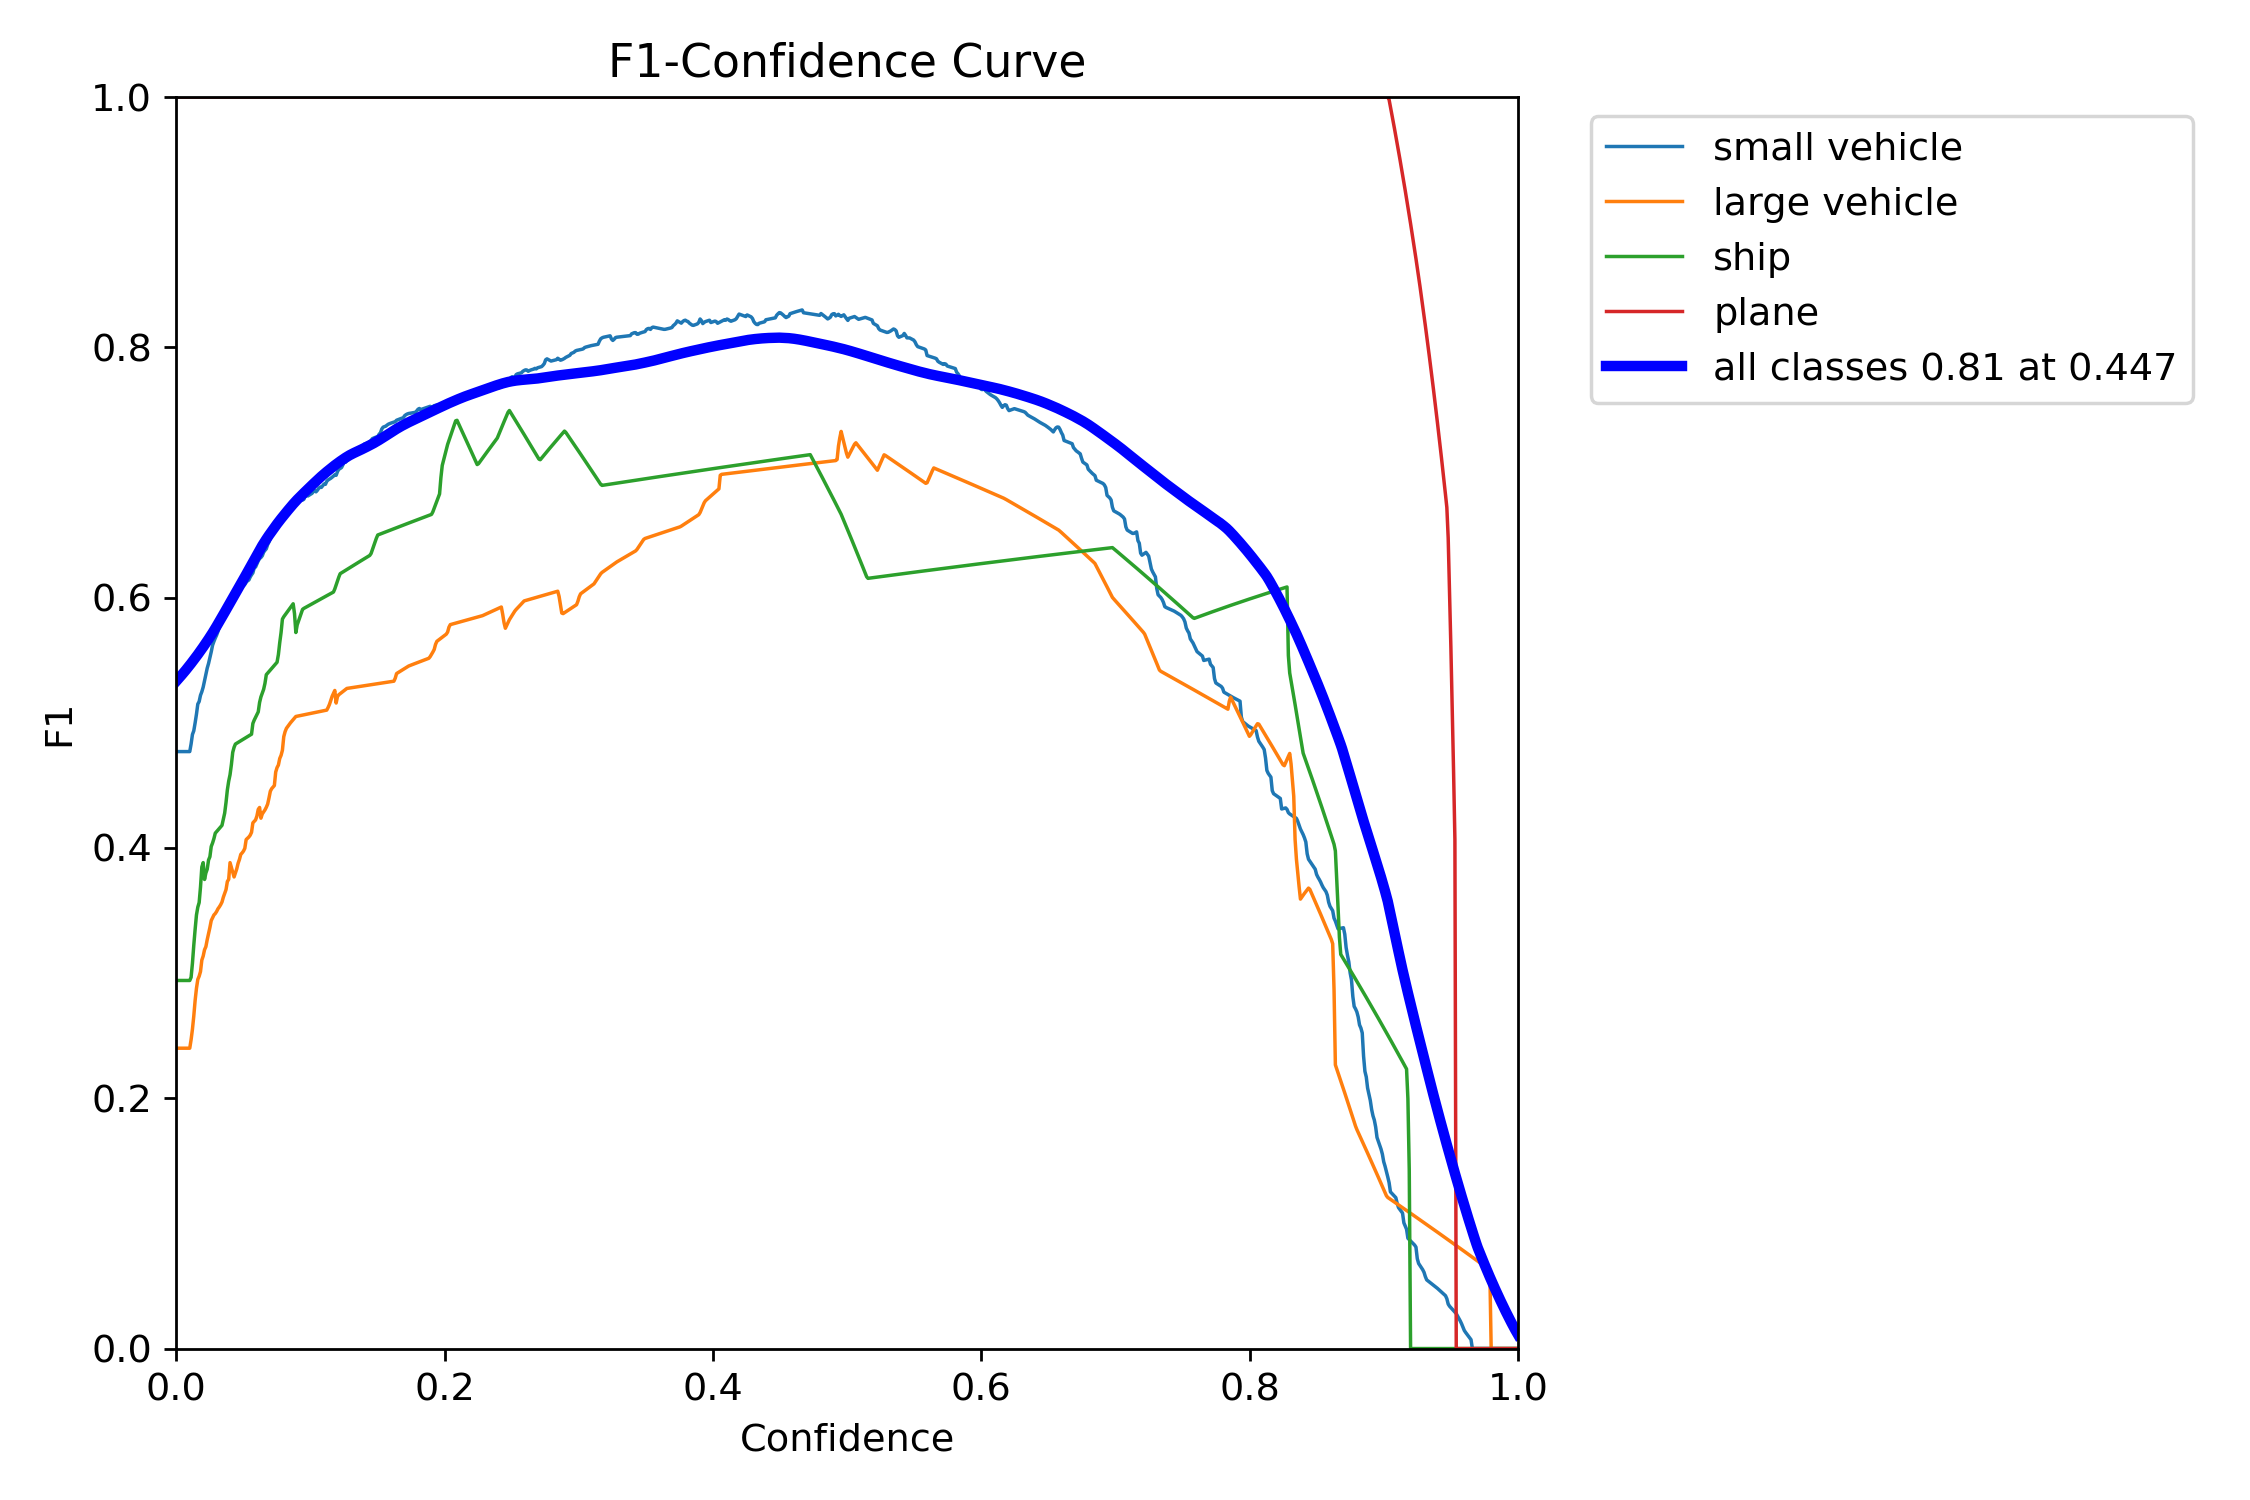 F1-Confidence Curve
1.0
0.8
0.6
0.4
0.2
0.0
F1
0.0 0.2 0.4 0.6 0.8 1.0
Confidence
small vehicle
large vehicle
ship
plane
all classes 0.81 at 0.447